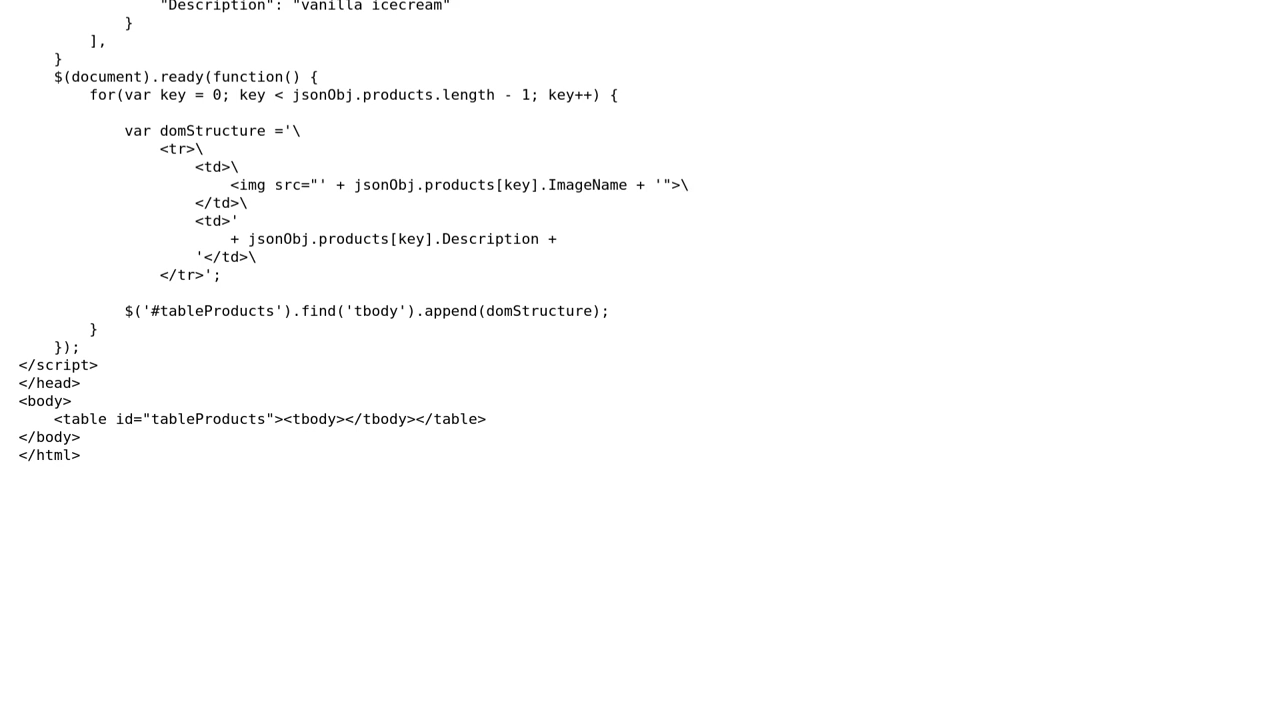 "Description": "vanilla icecream"
            }
        ],
    }
    $(document).ready(function() {
        for(var key = 0; key < jsonObj.products.length - 1; key++) {

            var domStructure ='\
                <tr>\
                    <td>\
                        <img src="' + jsonObj.products[key].ImageName + '">\
                    </td>\
                    <td>'
                        + jsonObj.products[key].Description +
                    '</td>\
                </tr>';

            $('#tableProducts').find('tbody').append(domStructure);
        }
    });
</script>
</head>
<body>
    <table id="tableProducts"><tbody></tbody></table>
</body>
</html>